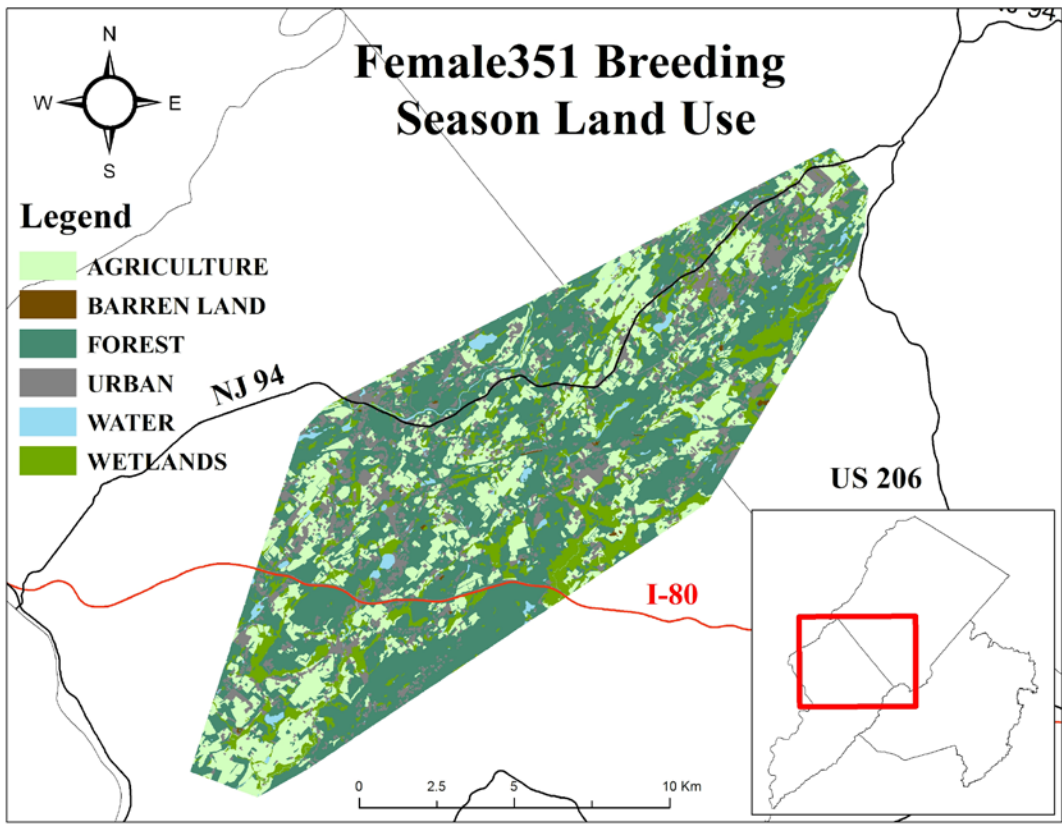 Female351 Breeding
Season Land Use
N
W
E
S
Legend
AGRICULTURE
BARREN LAND
FOREST
URBAN
WATER
WETLANDS
NJ 94
US 206
I-80
0
2.5
5
10 Km